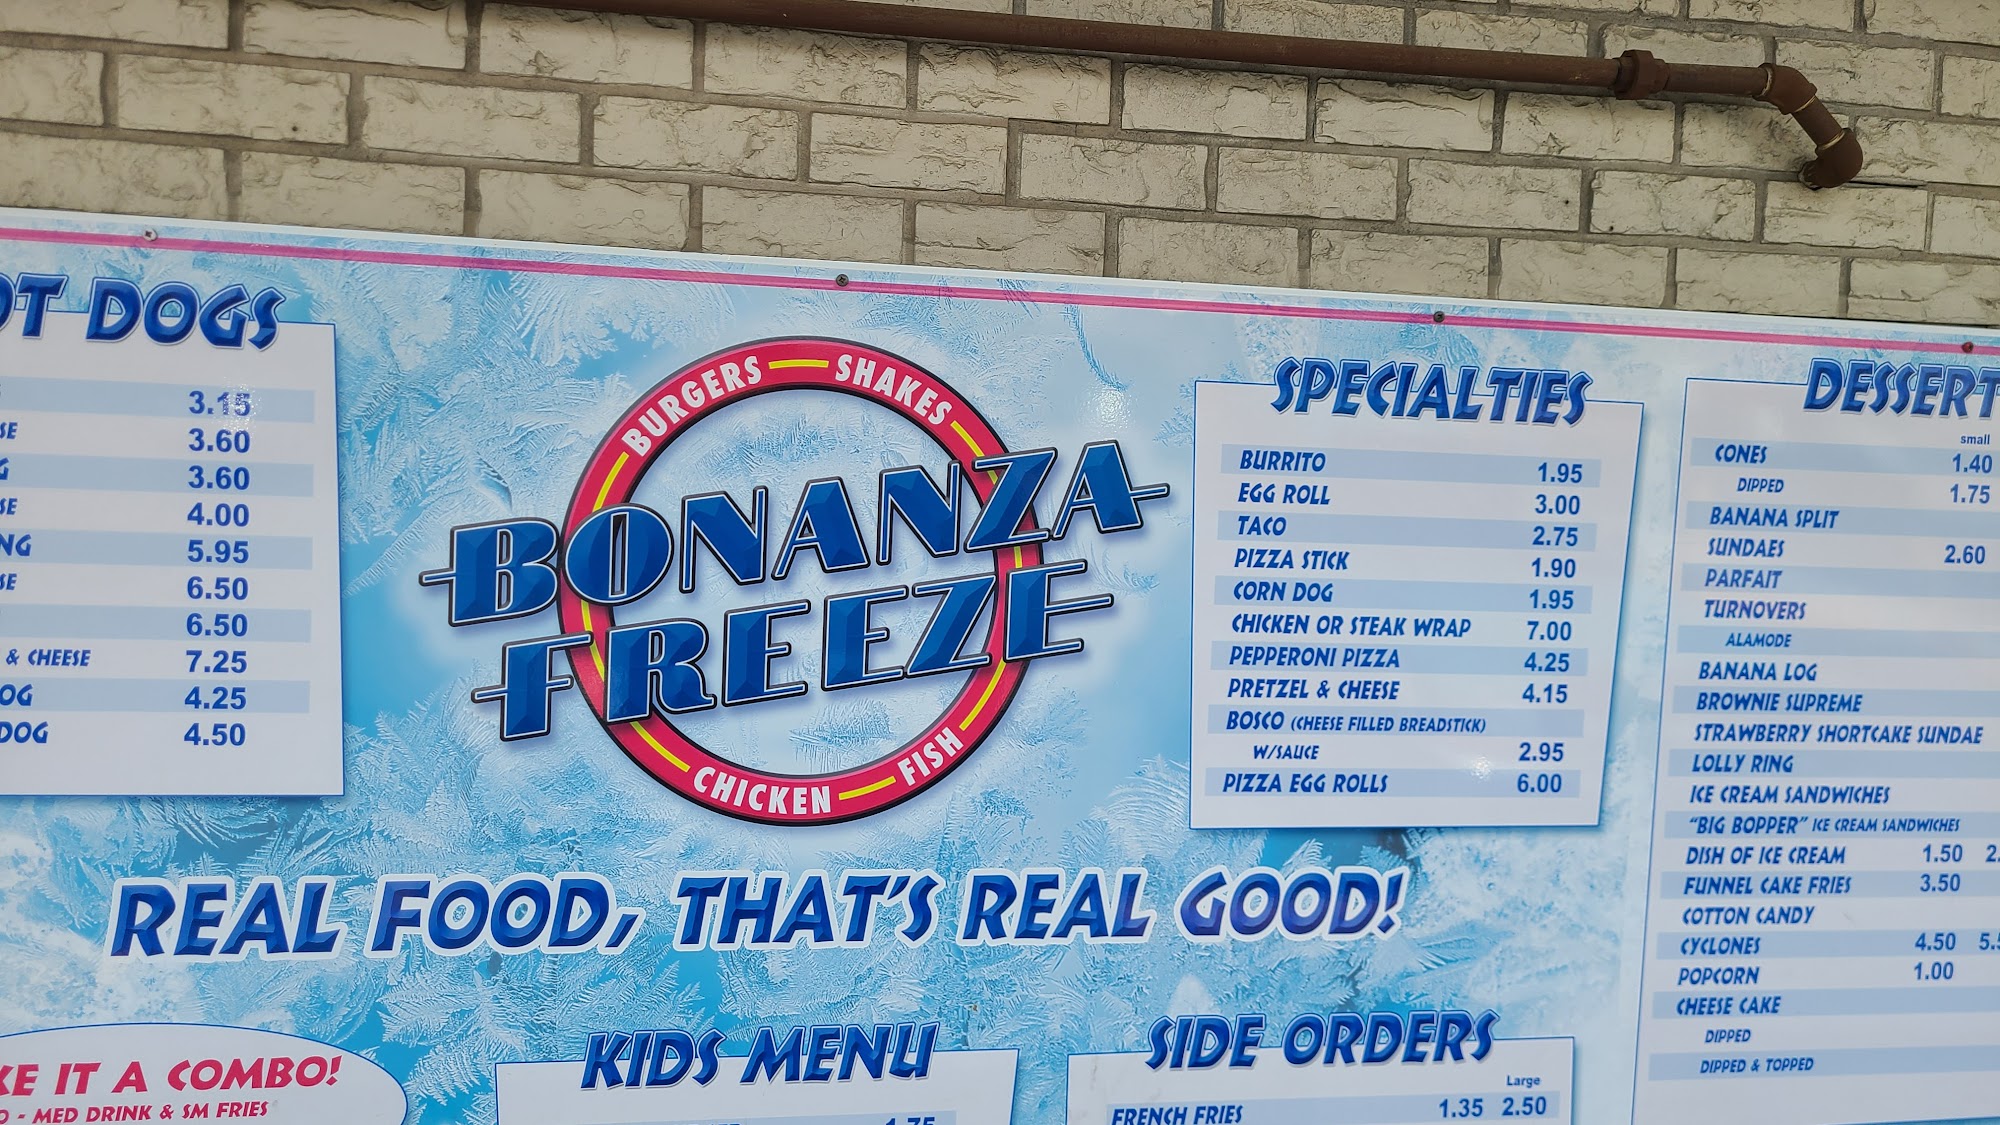 DOGS
3.15
3.60
3.60
4.00
5.95
6.50
6.50
& CHEESE 7.25
4.25
DOG 4.50
BURGERS SHAKES
BONANZA
FREEZE
CHICKEN FISH
REAL FOOD, THAT'S REAL GOOD!
SPECIALTIES
BURRITO 1.95
EGG ROLL 3.00
TACO 2.75
PIZZA STICK 1.90
CORN DOG 1.95
CHICKEN OR STEAK WRAP 7.00
PEPPERONI PIZZA 4.25
PRETZEL & CHEESE 4.15
BOSCO (CHEESE FILLED BREADSTICK)
W/SAUCE 2.95
PIZZA EGG ROLLS 6.00
DESSERT
small
CONES 1.40
DIPPED 1.75
BANANA SPLIT
SUNDAES 2.60
PARFAIT
TURNOVERS
ALAMODE
BANANA LOG
BROWNIE SUPREME
STRAWBERRY SHORTCAKE SUNDAE
LOLLY RING
ICE CREAM SANDWICHES
"BIG BOPPER" ICE CREAM SANDWICHES
DISH OF ICE CREAM 1.50
FUNNEL CAKE FRIES 3.50
COTTON CANDY
CYCLONES 4.50
POPCORN 1.00
CHEESE CAKE
DIPPED
DIPPED & TOPPED
IT A COMBO!
- MED DRINK & SM FRIES
KIDS MENU
1.75
SIDE ORDERS
Large
FRENCH FRIES 1.35 2.50